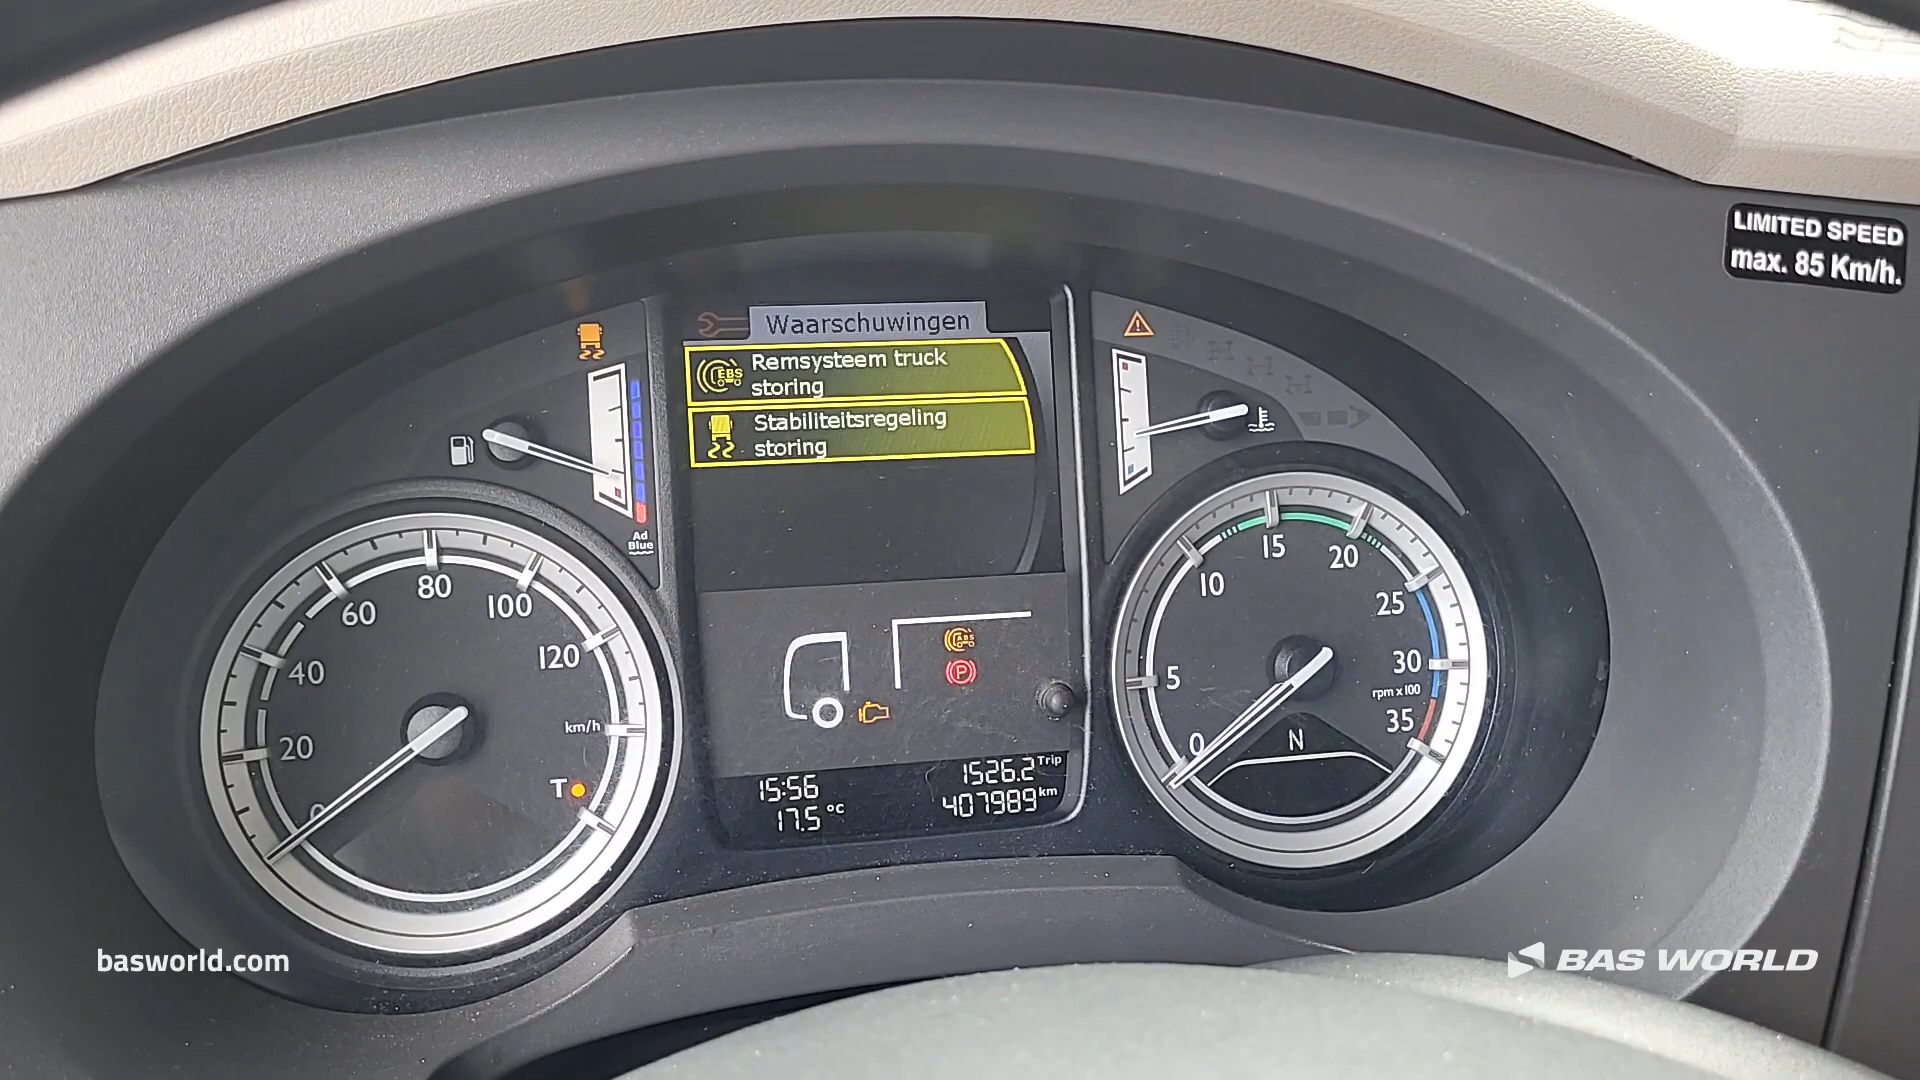 LIMITED SPEED
max. 85 Km/h.
Waarschuwingen
EBS
Remsysteem truck
storing
Stabiliteitsregeling
storing
Ad
Blue
0
20
40
60
80
100
120
km/h
T
ABS
P
15:56
17.5 °C
1526.2 Trip
407989 km
0
5
10
15
20
25
30
35
rpm x 100
N
basworld.com
BAS WORLD